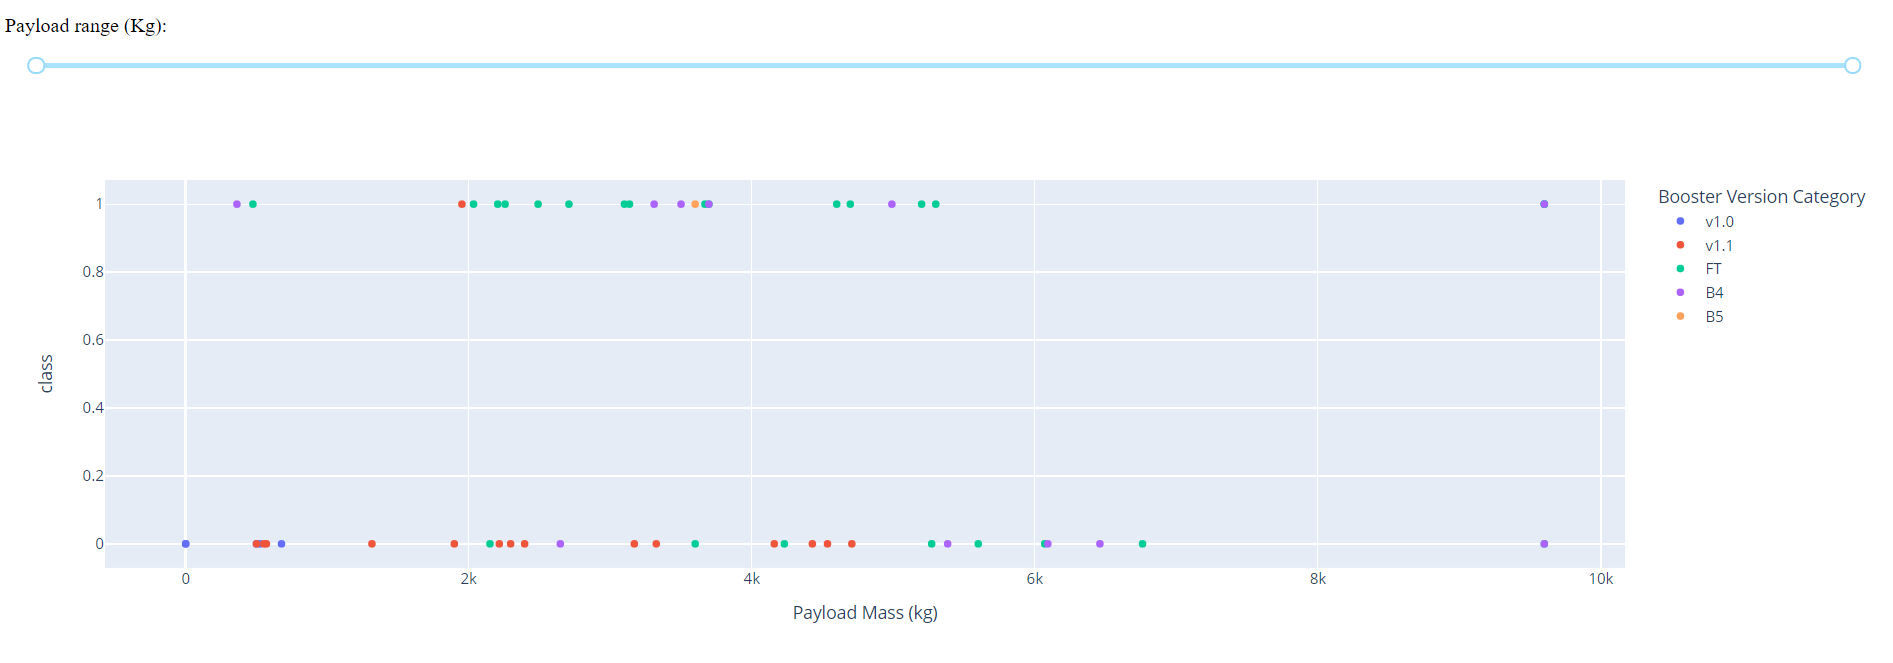 Payload range (Kg):
Booster Version Category
v1.0
v1.1
FT
B4
B5
1
0.8
0.6
0.4
0.2
0
class
0 2k 4k 6k 8k 10k
Payload Mass (kg)